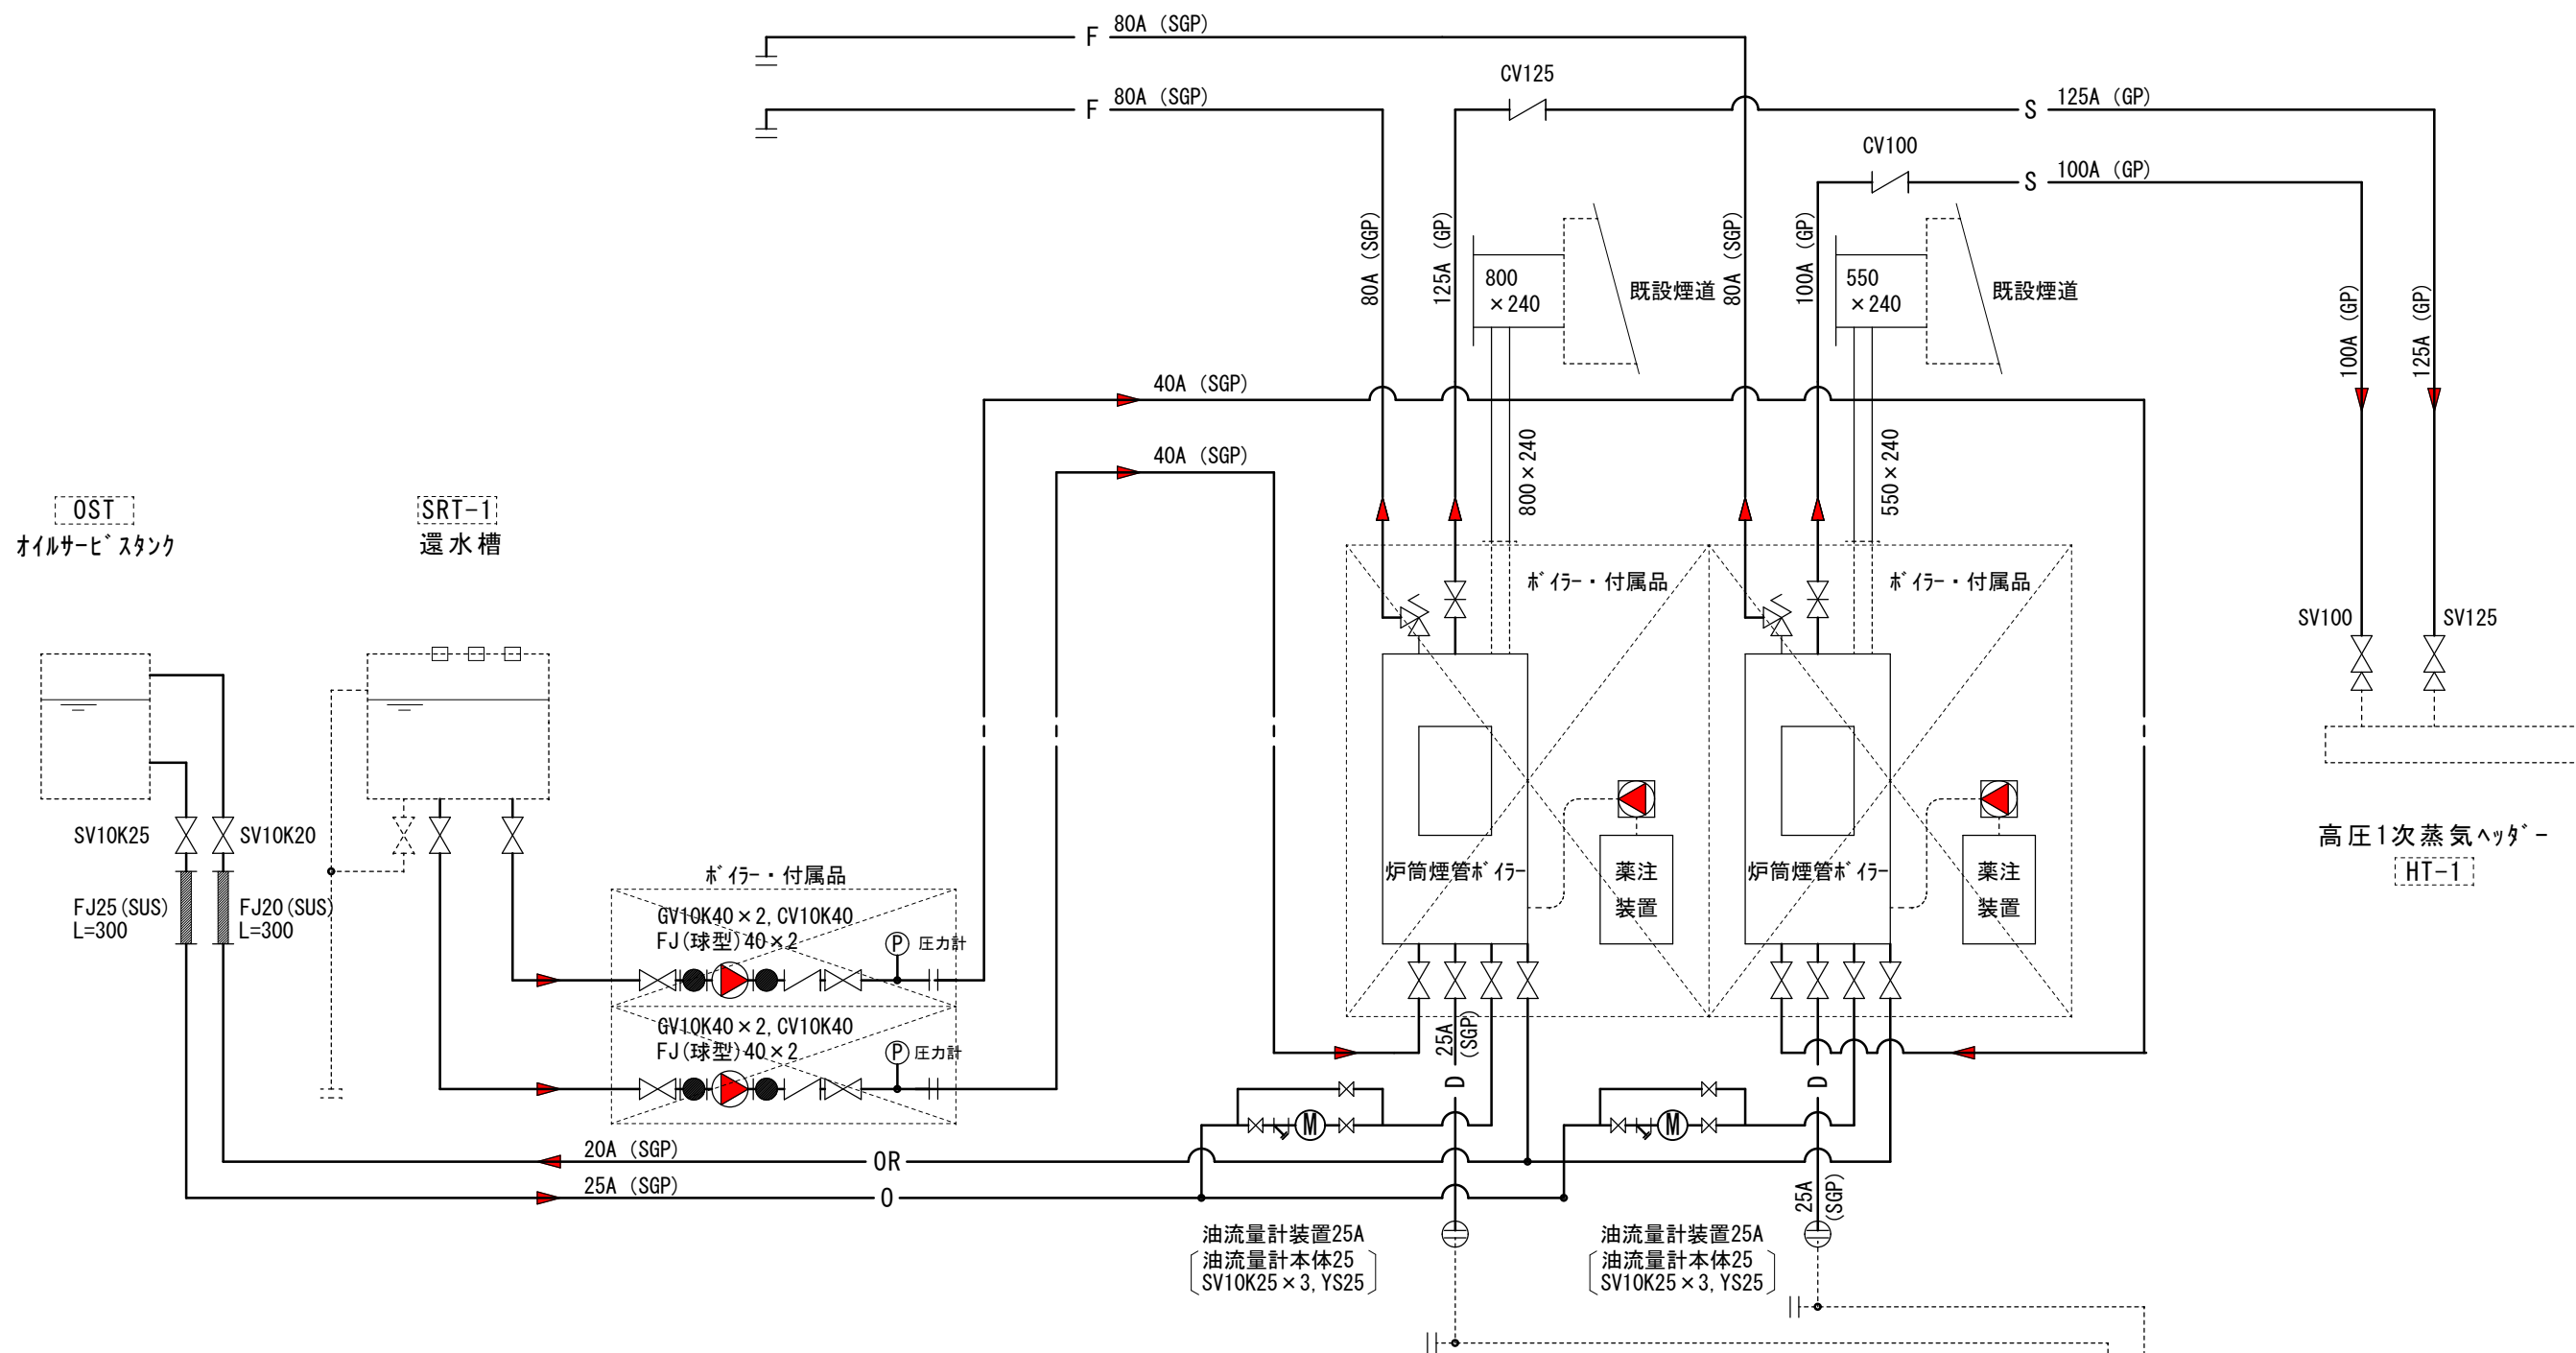 F 80A (SGP)
F 80A (SGP)
CV125
S 125A (GP)
CV100
S 100A (GP)
80A (SGP)
125A (GP)
800
×240
既設煙道
80A (SGP)
100A (GP)
550
×240
既設煙道
100A (GP)
125A (GP)
40A (SGP)
40A (SGP)
800×240
550×240
OST
オイルサービスタンク
SRT-1
還水槽
ボイラー・付属品
ボイラー・付属品
SV100
SV125
SV10K25
SV10K20
FJ25(SUS)
L=300
FJ20(SUS)
L=300
ボイラー・付属品
GV10K40×2, CV10K40
FJ(球型)40×2
P 圧力計
GV10K40×2, CV10K40
FJ(球型)40×2
P 圧力計
炉筒煙管ボイラー
薬注
装置
炉筒煙管ボイラー
薬注
装置
高圧1次蒸気ヘッダー
HT-1
25A
(SGP)
D
D
M
M
20A (SGP)
OR
25A (SGP)
O
25A
(SGP)
油流量計装置25A
油流量計本体25
SV10K25×3, YS25
油流量計装置25A
油流量計本体25
SV10K25×3, YS25